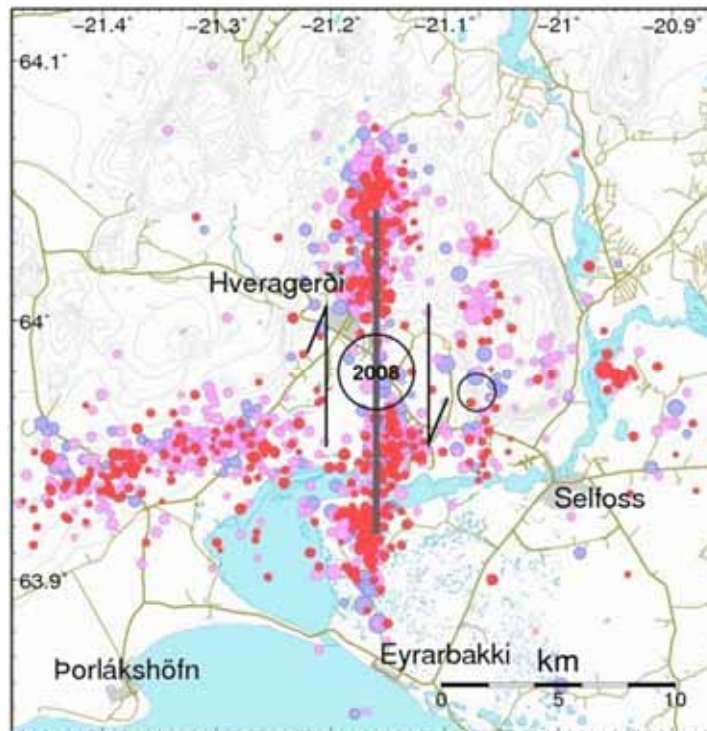 −21.4 −21.3 −21.2 −21.1 −21 −20.9
64.1°
Hveragerði
64°
2008
Selfoss
63.9°
Eyrarbakki
km
Þorlákshöfn
0 5 10